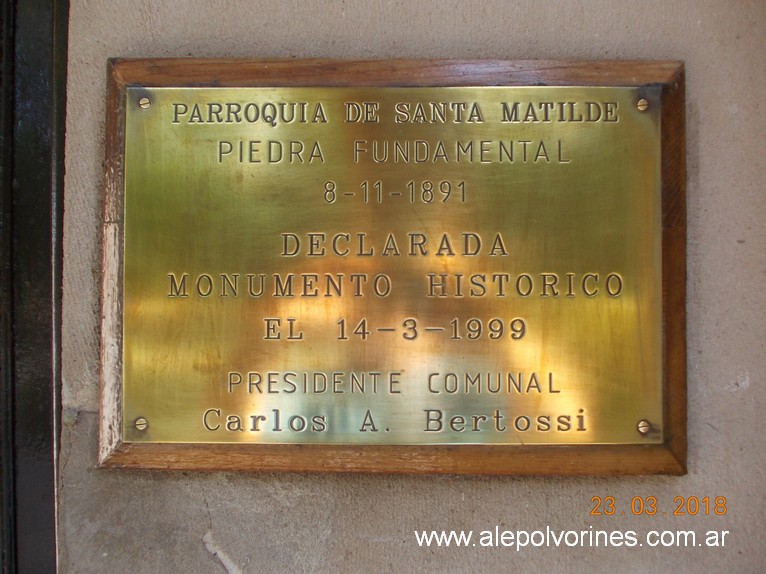 PARROQUIA DE SANTA MATILDE
PIEDRA FUNDAMENTAL
8-11-1891
DECLARADA
MONUMENTO HISTORICO
EL 14-3-1999
PRESIDENTE COMUNAL
Carlos A. Bertossi
23 03 2018
www.alepolvorines.com.ar